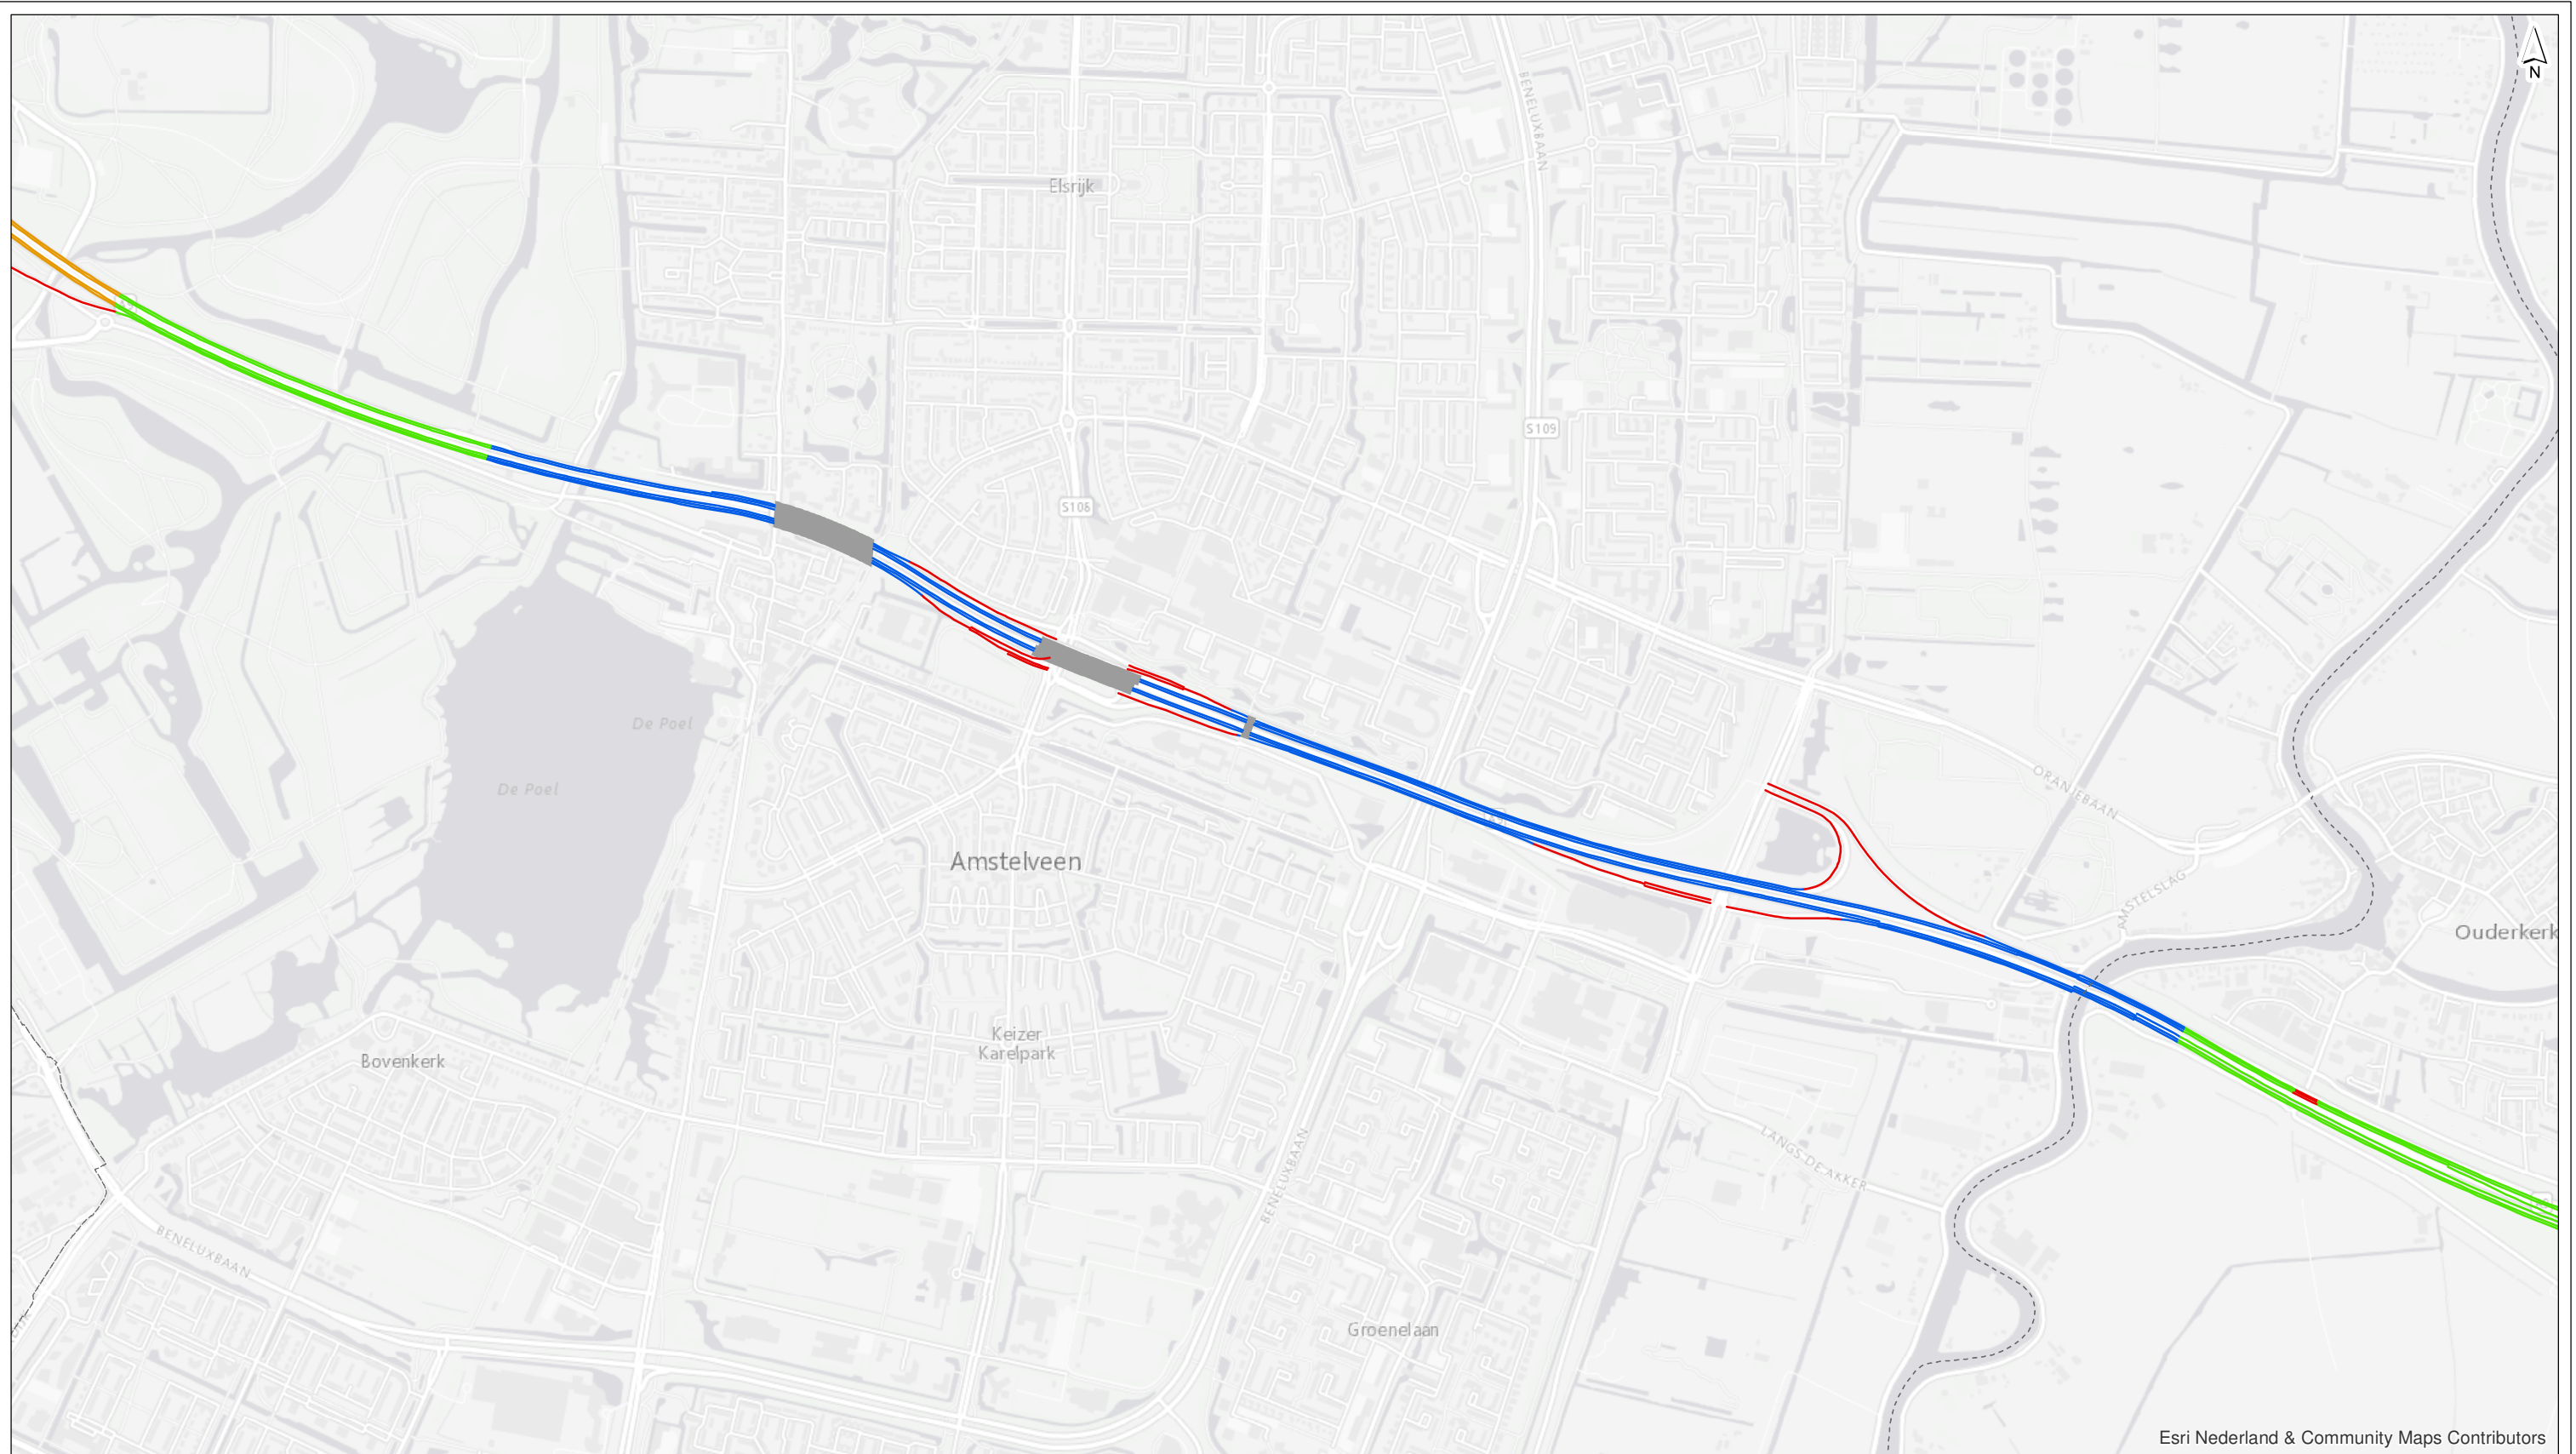 N
BENELUXBAAN
Elsrijk
S109
S108
De Poel
De Poel
ORANJEBAAN
Amstelveen
AMSTELSLAG
Ouderkerk
Keizer
Karelpark
Bovenkerk
LANGS DE AKKER
BENELUXBAAN
BENELUXBAAN
Groenelaan
Esri Nederland & Community Maps Contributors